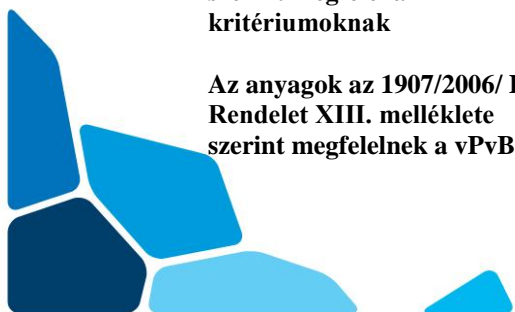 kritériumoknak
Az anyagok az 1907/2006/
Rendelet XIII. melléklete
szerint megfelelnek a vPvB